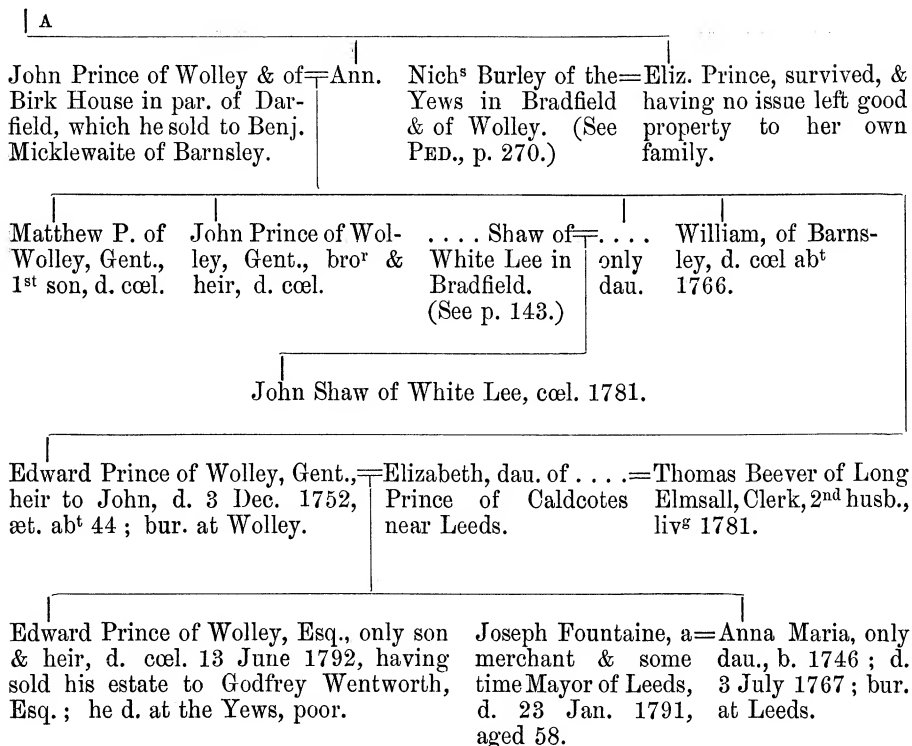 A
John Prince of Wolley & of=Ann.
Birk House in par. of Dar-
field, which he sold to Benj.
Micklewaite of Barnsley.
Nichˢ Burley of the=Eliz. Prince, survived, &
Yews in Bradfield
& of Wolley. (See
PED., p. 270.)
having no issue left good
property to her own
family.
Matthew P. of
Wolley, Gent.,
1ˢᵗ son, d. cœl.
John Prince of Wol-
ley, Gent., broʳ &
heir, d. cœl.
. . . . Shaw of=. . . .
White Lee in
Bradfield.
(See p. 143.)
only
dau.
William, of Barns-
ley, d. cœl abᵗ
1766.
John Shaw of White Lee, cœl. 1781.
Edward Prince of Wolley, Gent.,=Elizabeth, dau. of . . . .=Thomas Beever of Long
heir to John, d. 3 Dec. 1752,
æt. abᵗ 44 ; bur. at Wolley.
Prince of Caldcotes
near Leeds.
Elmsall, Clerk, 2ⁿᵈ husb.,
livᵍ 1781.
Edward Prince of Wolley, Esq., only son
& heir, d. cœl. 13 June 1792, having
sold his estate to Godfrey Wentworth,
Esq. ; he d. at the Yews, poor.
Joseph Fountaine, a=Anna Maria, only
merchant & some
time Mayor of Leeds,
d. 23 Jan. 1791,
aged 58.
dau., b. 1746 ; d.
3 July 1767 ; bur.
at Leeds.